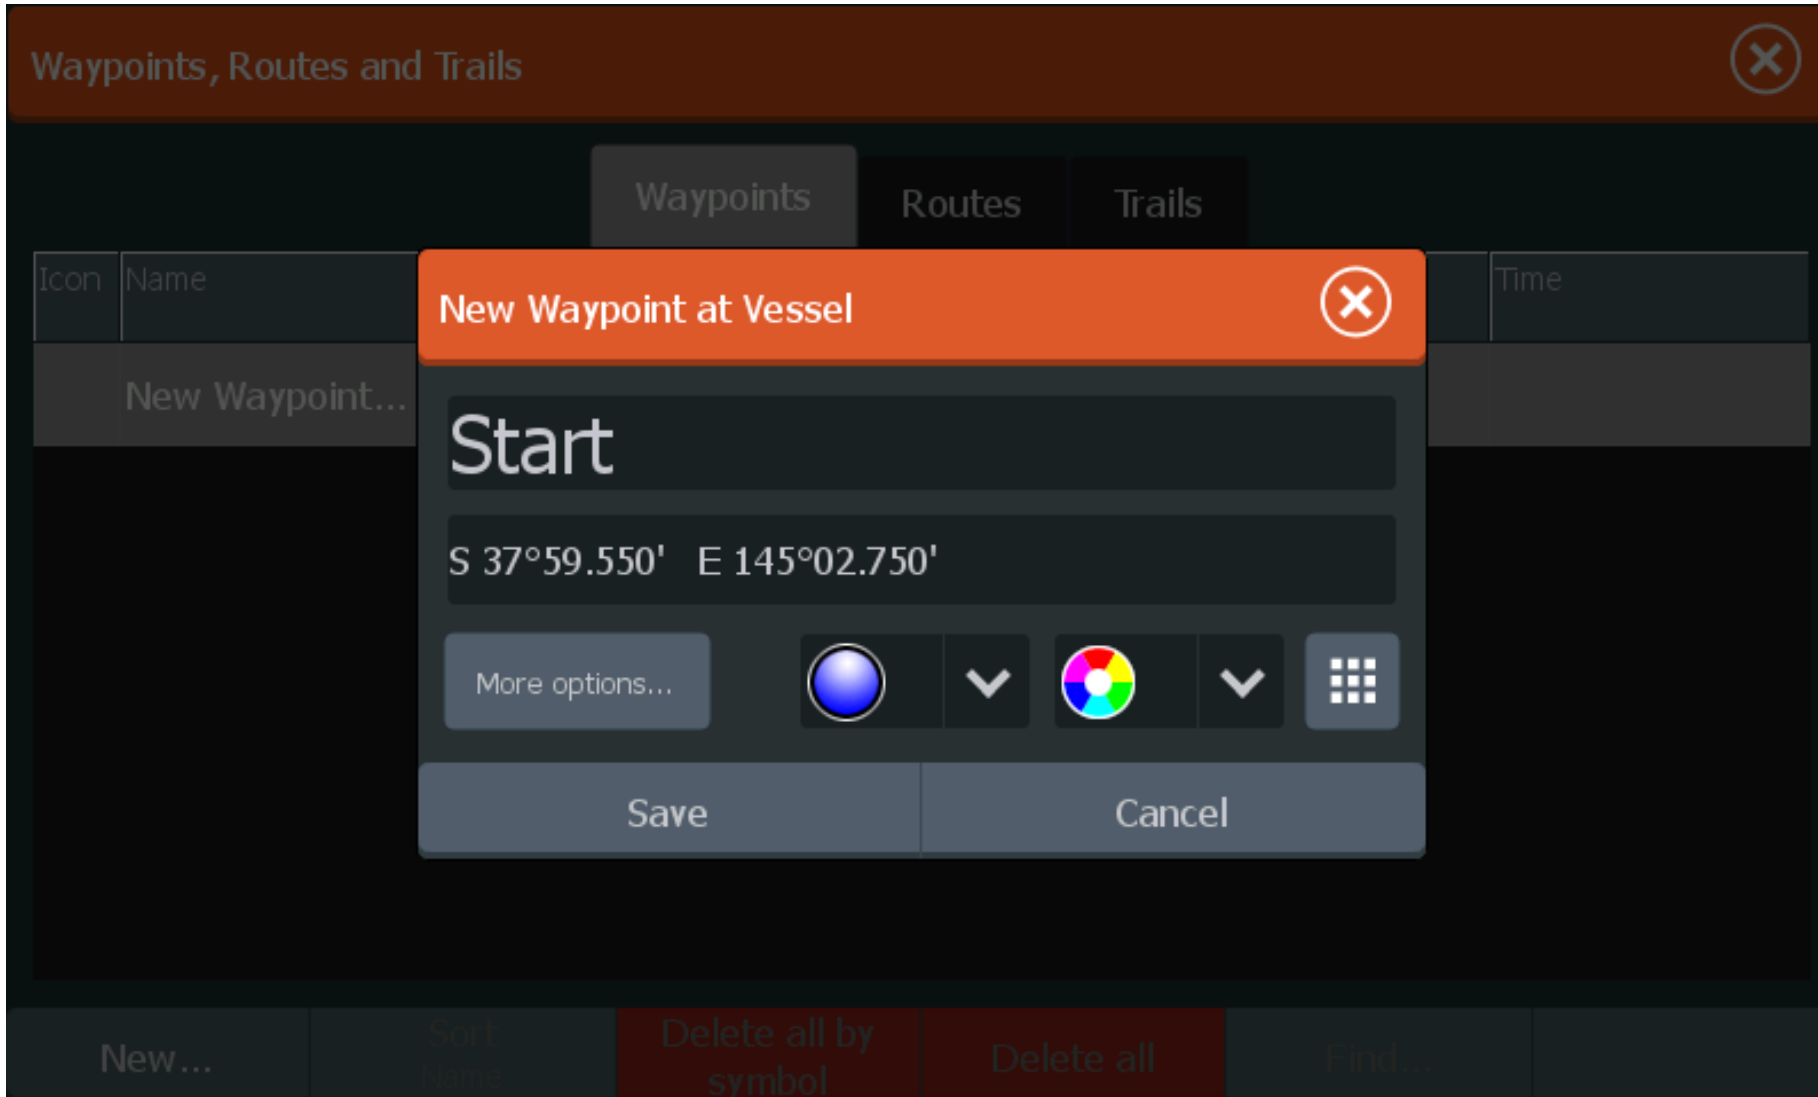 Waypoints, Routes and Trails
Waypoints Routes Trails
Icon Name Time
New Waypoint at Vessel
New Waypoint...
Start
S 37°59.550' E 145°02.750'
More options...
Save Cancel
New...
Sort
Name
Delete all by
symbol
Delete all
Find...